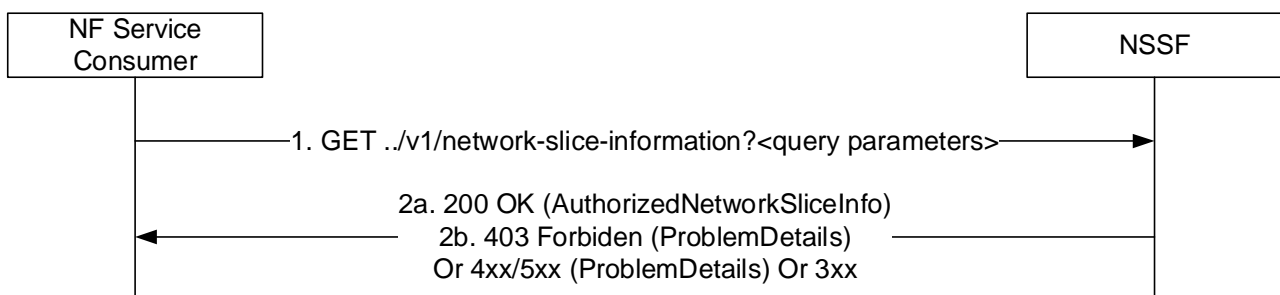 NF Service
Consumer
NSSF
1. GET ../v1/network-slice-information?<query parameters>
2a. 200 OK (AuthorizedNetworkSliceInfo)
2b. 403 Forbiden (ProblemDetails)
Or 4xx/5xx (ProblemDetails) Or 3xx